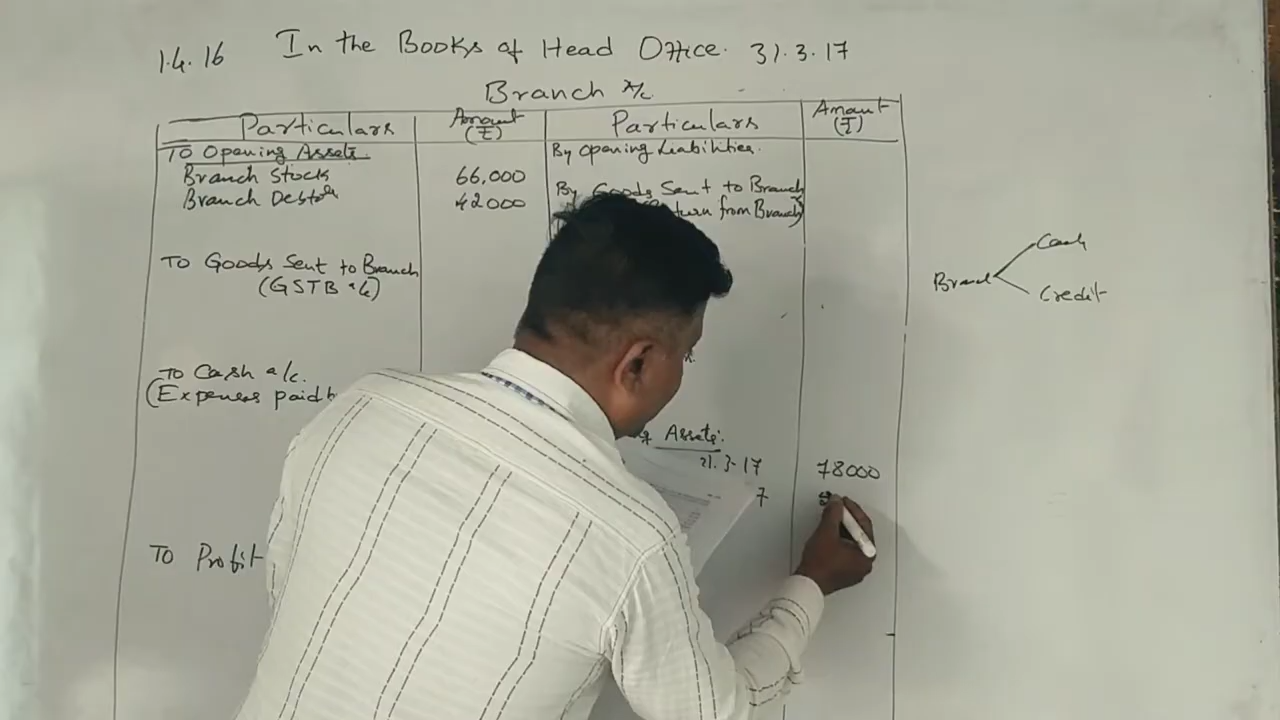 1.4.16 In the Books of Head Office. 31.3.17
Branch a/c
Particulars Amount (₹) Particulars Amount (₹)
To Opening Assets. By Opening Liabilities.
Branch Stock 66,000 By Goods Sent to Branch
Branch Debtors 42000 Return from Branch)
To Goods Sent to Branch
(GSTB a/c)
Branch Cash
Credit
To Cash a/c.
(Expenses paid
Assets:
31.3.17 78000
7
To Profit